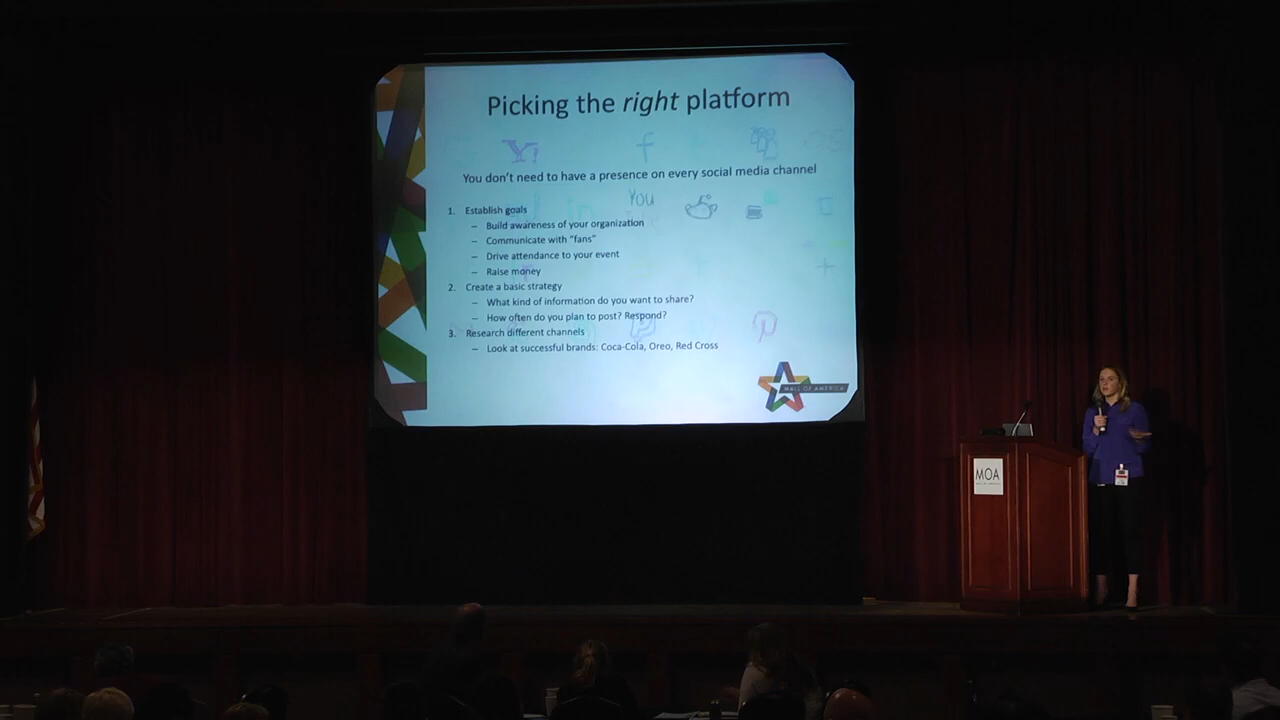 Picking the right platform
You don't need to have a presence on every social media channel
You
1. Establish goals
– Build awareness of your organization
– Communicate with "fans"
– Drive attendance to your event
– Raise money
2. Create a basic strategy
– What kind of information do you want to share?
– How often do you plan to post? Respond?
3. Research different channels
– Look at successful brands: Coca-Cola, Oreo, Red Cross
MALL OF AMERICA
MOA